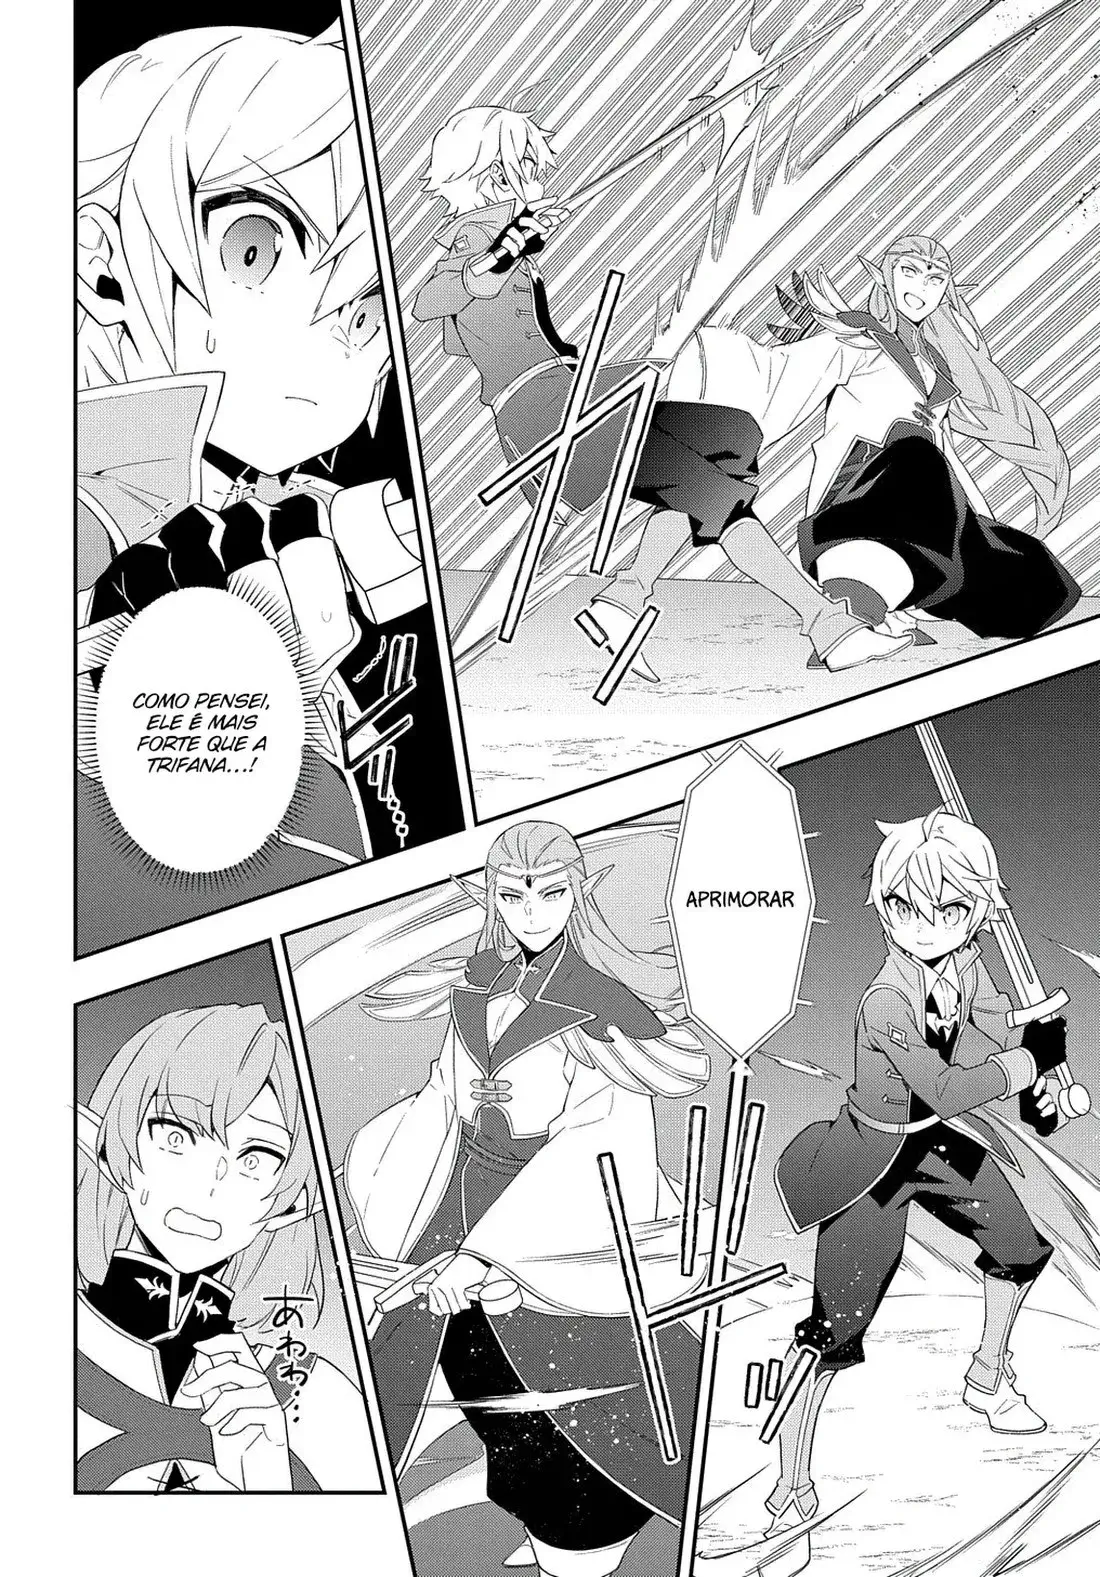 COMO PENSEI,
ELE É MAIS
FORTE QUE A
TRIFANA...!
APRIMORAR
あわわ…